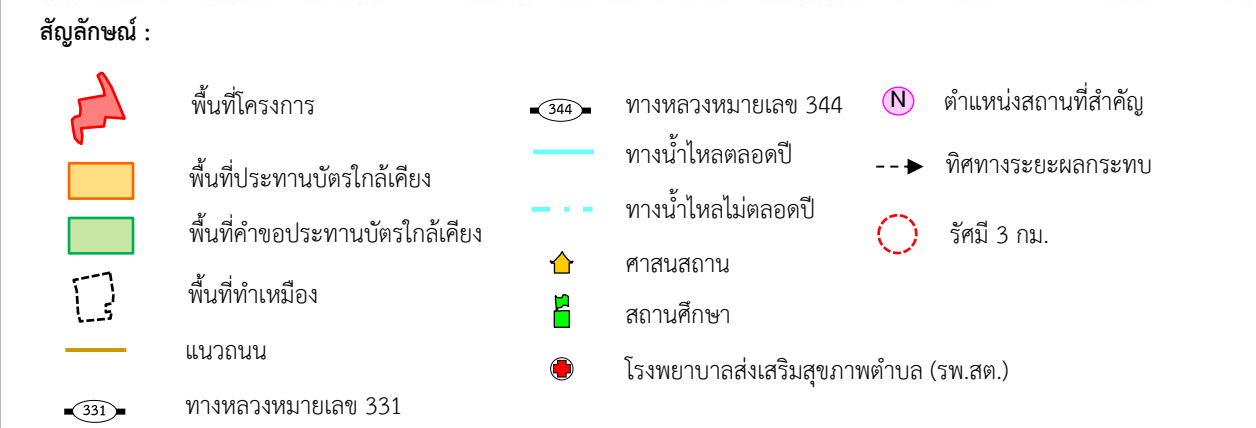 สัญลักษณ์ :
พื้นที่โครงการ
พื้นที่ประทานบัตรใกล้เคียง
พื้นที่คำขอประทานบัตรใกล้เคียง
พื้นที่ทำเหมือง
แนวถนน
331 ทางหลวงหมายเลข 331
344 ทางหลวงหมายเลข 344
ทางน้ำไหลตลอดปี
ทางน้ำไหลไม่ตลอดปี
ศาสนสถาน
สถานศึกษา
โรงพยาบาลส่งเสริมสุขภาพตำบล (รพ.สต.)
N ตำแหน่งสถานที่สำคัญ
ทิศทางระยะผลกระทบ
รัศมี 3 กม.